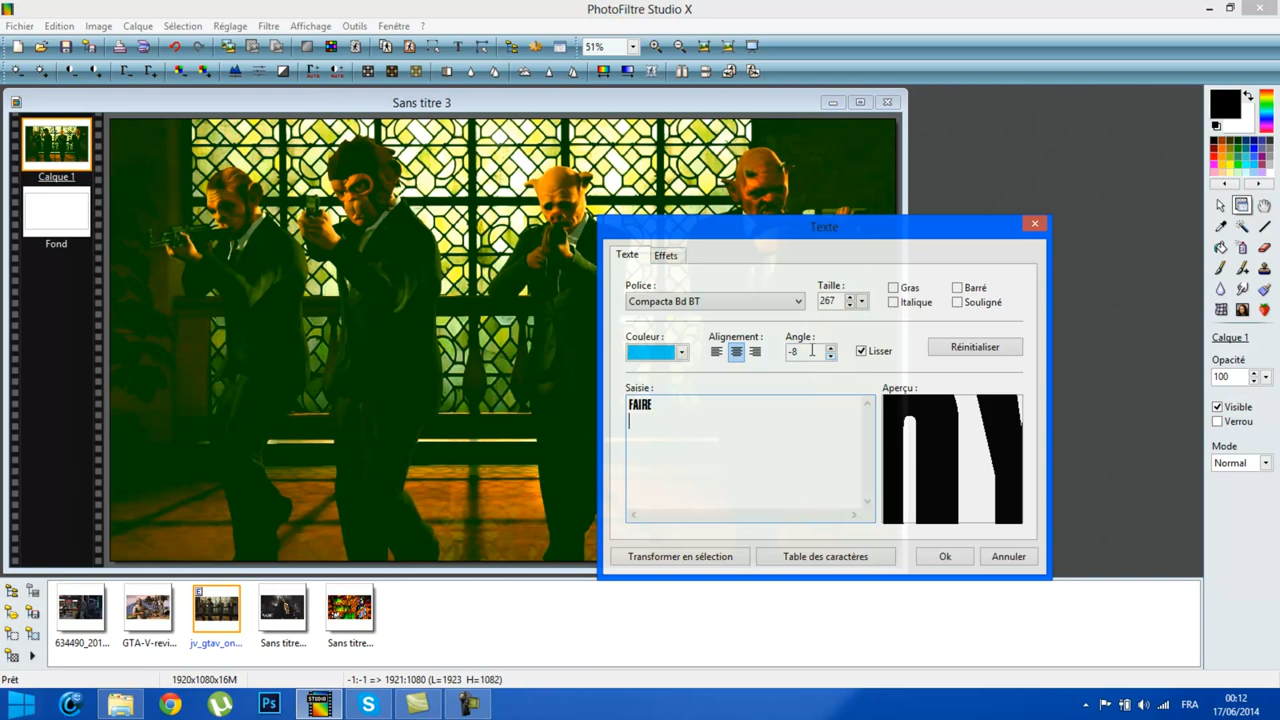 PhotoFiltre Studio X
Fichier Edition Image Calque Sélection Réglage Filtre Affichage Outils Fenêtre ?
51%
Sans titre 3
Calque 1
Fond
Texte
Texte Effets
Police :
Compacta Bd BT
Taille :
267
Gras
Barré
Italique
Souligné
Couleur :
Alignement :
Angle :
-8
Lisser
Réinitialiser
Saisie :
FAIRE
Aperçu :
Transformer en sélection
Table des caractères
Ok
Annuler
Calque 1
Opacité
100
Visible
Verrou
Mode
Normal
634490_201...
GTA-V-revi...
jv_gtav_on...
Sans titre...
Sans titre...
Prêt
1920x1080x16M
-1:-1 => 1921:1080 (L=1923 H=1082)
Ps
STUDIO
FRA
00:12
17/06/2014